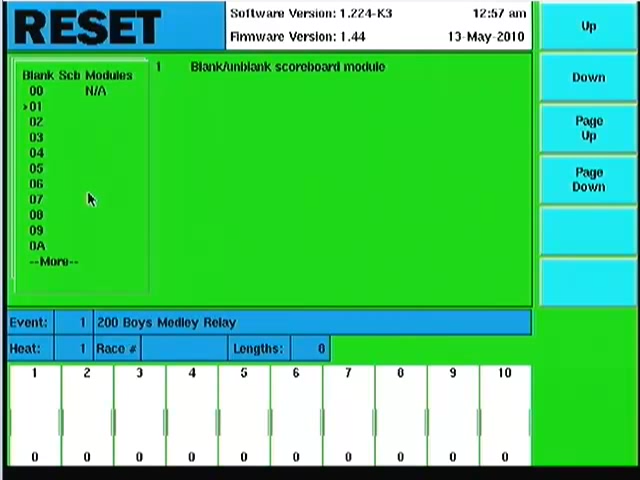 RESET
Software Version: 1.224-K3 12:57 am
Firmware Version: 1.44 13-May-2010
Up
Down
Page Up
Page Down
Blank Scb Modules
00 N/A
>01
02
03
04
05
06
07
08
09
0A
--More--
1 Blank/unblank scoreboard module
Event: 1 200 Boys Medley Relay
Heat: 1 Race # Lengths: 0
1 2 3 4 5 6 7 8 9 10
0 0 0 0 0 0 0 0 0 0